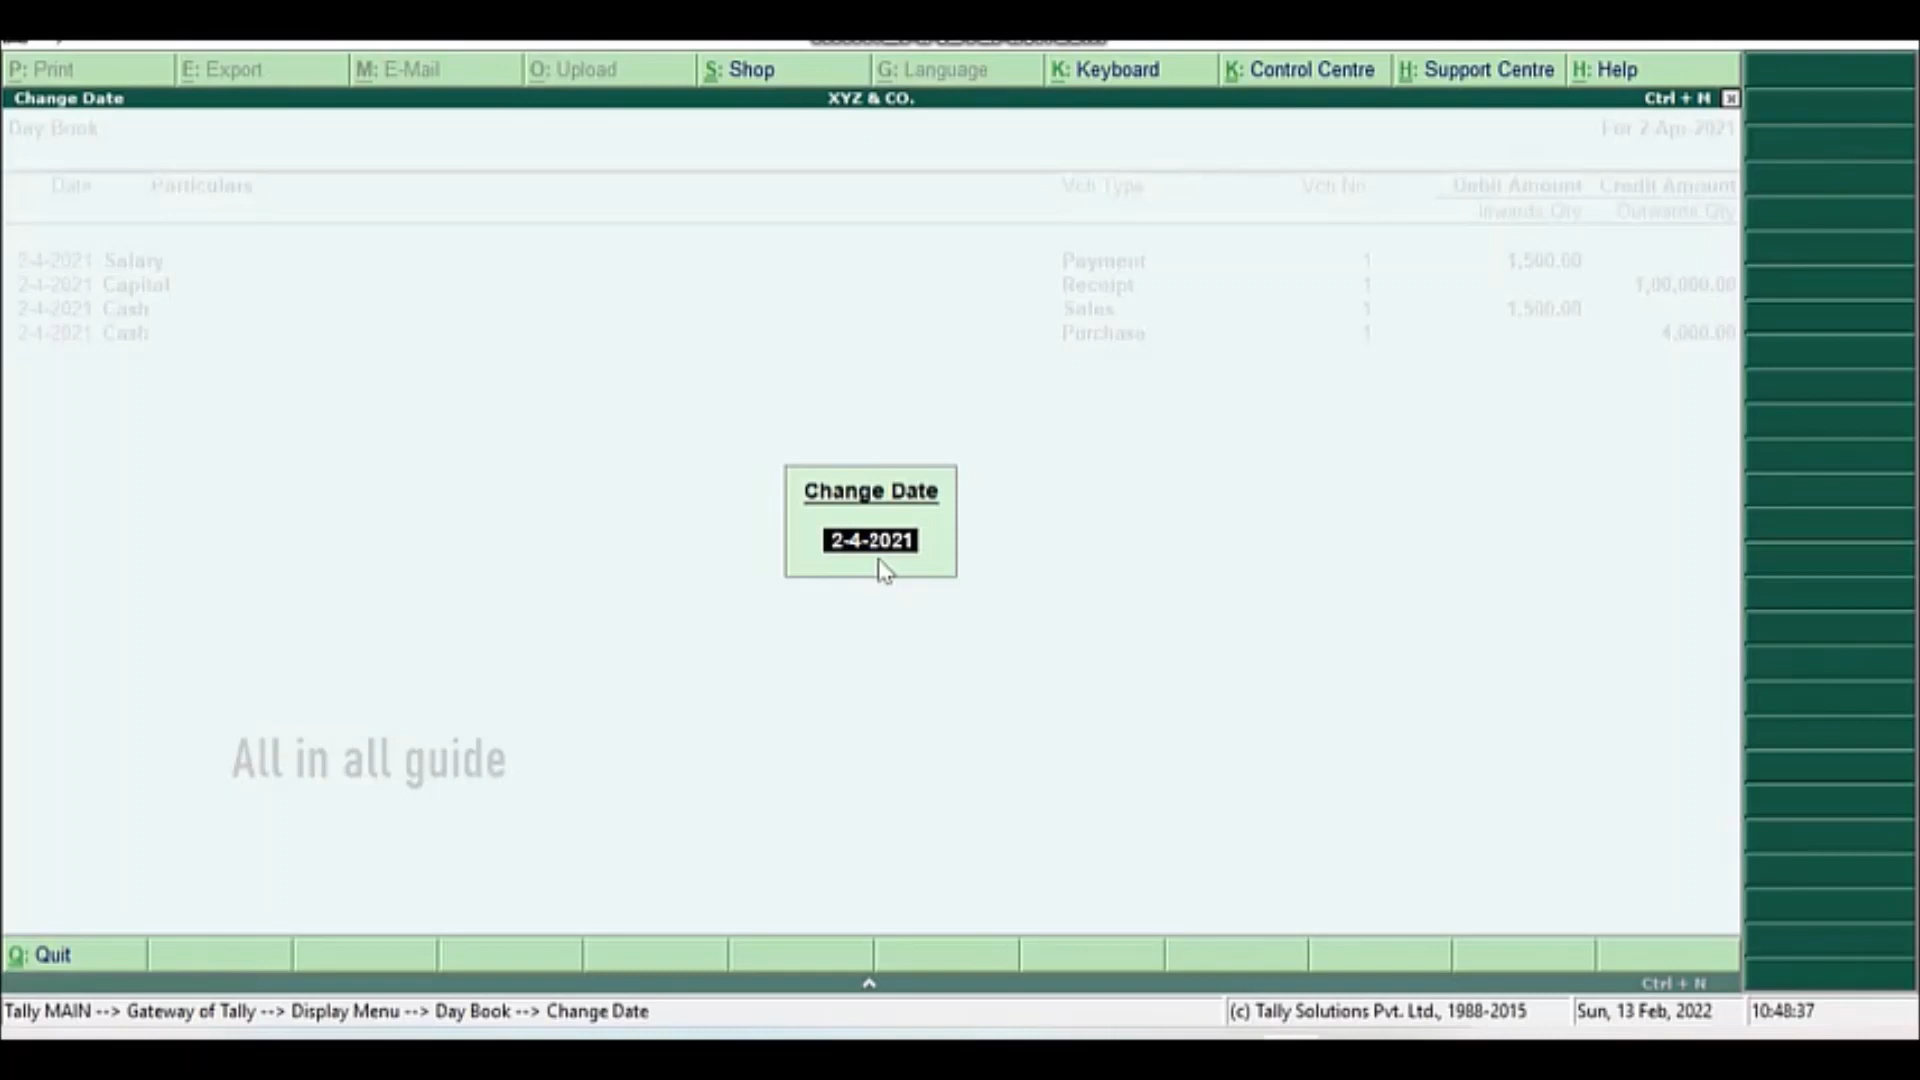 P: Print E: Export M: E-Mail O: Upload S: Shop G: Language K: Keyboard K: Control Centre H: Support Centre H: Help
Change Date XYZ & CO. Ctrl + N
Day Book For 2 Apr 2021
Date Particulars Vch Type Vch No. Debit Amount Credit Amount
Inwards Qty Outwards Qty
2-4-2021 Salary Payment 1 1,500.00
2-4-2021 Capital Receipt 1 1,00,000.00
2-4-2021 Cash Sales 1 1,500.00
2-4-2021 Cash Purchase 1 4,000.00
Change Date
2-4-2021
All in all guide
Q: Quit
Ctrl + N
Tally MAIN --> Gateway of Tally --> Display Menu --> Day Book --> Change Date (c) Tally Solutions Pvt. Ltd., 1988-2015 Sun, 13 Feb, 2022 10:48:37